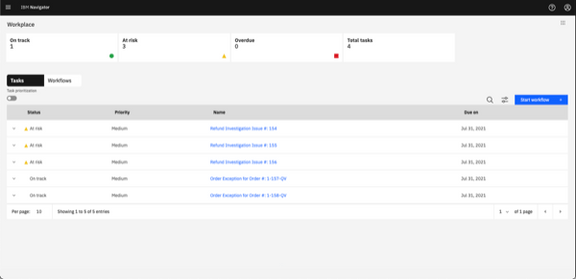 IBM Navigator
Workplace
On track
1
At risk
3
Overdue
0
Total tasks
4
Tasks
Workflows
Task prioritization
Start workflow
Status Priority Name Due on
At risk Medium Refund Investigation Issue #: 154 Jul 31, 2021
At risk Medium Refund Investigation Issue #: 155 Jul 31, 2021
At risk Medium Refund Investigation Issue #: 156 Jul 31, 2021
On track Medium Order Exception for Order #: 1-157-QV Jul 31, 2021
On track Medium Order Exception for Order #: 1-158-QV Jul 31, 2021
Per page: 10 Showing 1 to 5 of 5 entries 1 of 1 page